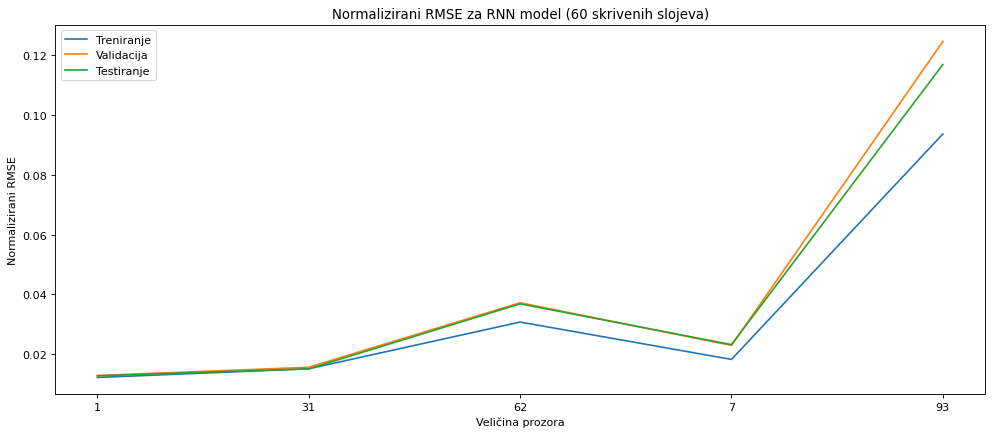 Normalizirani RMSE za RNN model (60 skrivenih slojeva)
Treniranje
Validacija
Testiranje
Normalizirani RMSE
0.12
0.10
0.08
0.06
0.04
0.02
1 31 62 7 93
Veličina prozora